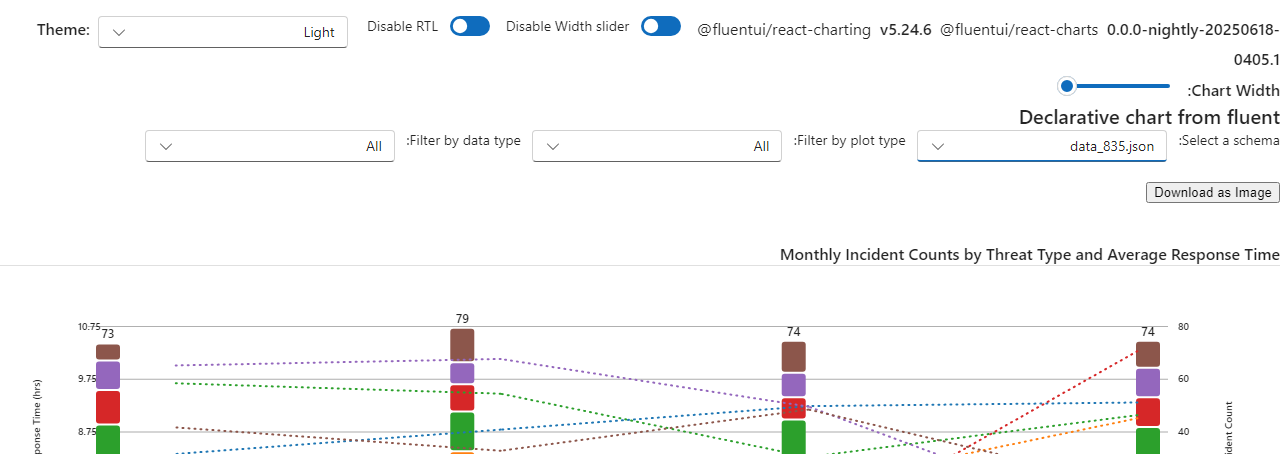 Theme:
Light
Disable RTL
Disable Width slider
@fluentui/react-charting v5.24.6 @fluentui/react-charts 0.0.0-nightly-20250618-
0405.1
:Chart Width
Declarative chart from fluent
:Select a schema
data_835.json
:Filter by plot type
All
:Filter by data type
All
Download as Image
Monthly Incident Counts by Threat Type and Average Response Time
10.75
73
79
74
74
80
9.75
60
8.75
40
(hrs)
Time
Count